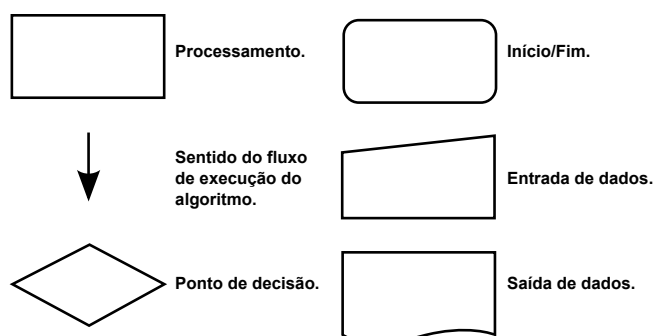 Processamento.
Início/Fim.
Sentido do fluxo
de execução do
algoritmo.
Entrada de dados.
Ponto de decisão.
Saída de dados.